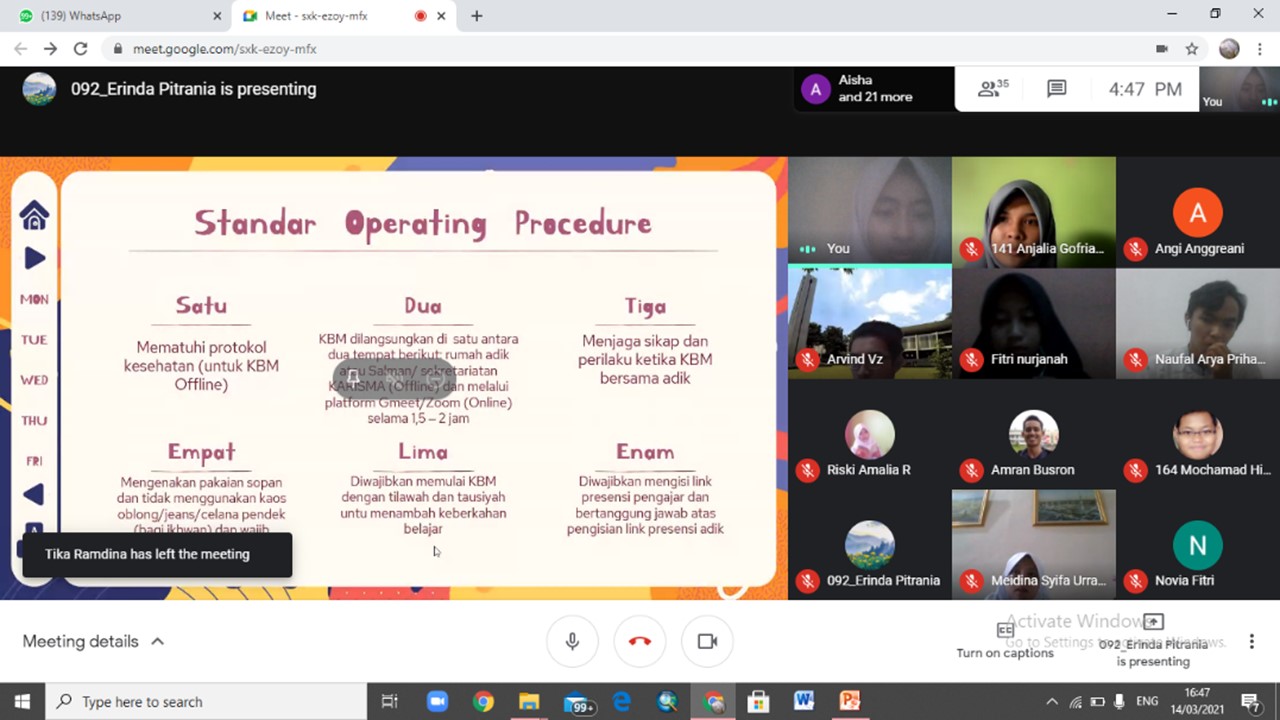 (139) WhatsApp
Meet - sxk-ezoy-mfx
meet.google.com/sxk-ezoy-mfx
092_Erinda Pitrania is presenting
A
Aisha
and 21 more
35
4:47 PM
You
Standar Operating Procedure
MON
TUE
WED
THU
FRI
Satu
Mematuhi protokol
kesehatan (untuk KBM
Offline)
Dua
KBM dilangsungkan di satu antara
dua tempat berikut: rumah adik
atau Salman/ sekretariatan
KARISMA (Offline) dan melalui
platform Gmeet/Zoom (Online)
selama 1,5 – 2 jam
Tiga
Menjaga sikap dan
perilaku ketika KBM
bersama adik
Empat
Mengenakan pakaian sopan
dan tidak menggunakan kaos
oblong/jeans/celana pendek
(bagi ikhwan) dan wajib
Lima
Diwajibkan memulai KBM
dengan tilawah dan tausiyah
untu menambah keberkahan
belajar
Enam
Diwajibkan mengisi link
presensi pengajar dan
bertanggung jawab atas
pengisian link presensi adik
Tika Ramdina has left the meeting
You
141 Anjalia Gofria...
A
Angi Anggreani
Arvind Vz
Fitri nurjanah
Naufal Arya Priha...
Riski Amalia R
Amran Busron
164 Mochamad Hi...
092_Erinda Pitrania
Meidina Syifa Urra...
N
Novia Fitri
Meeting details
Turn on captions
092_Erinda Pitrania
is presenting
Activate Windows
Go to Settings to activate Windows.
Type here to search
99+
ENG
16:47
14/03/2021
7